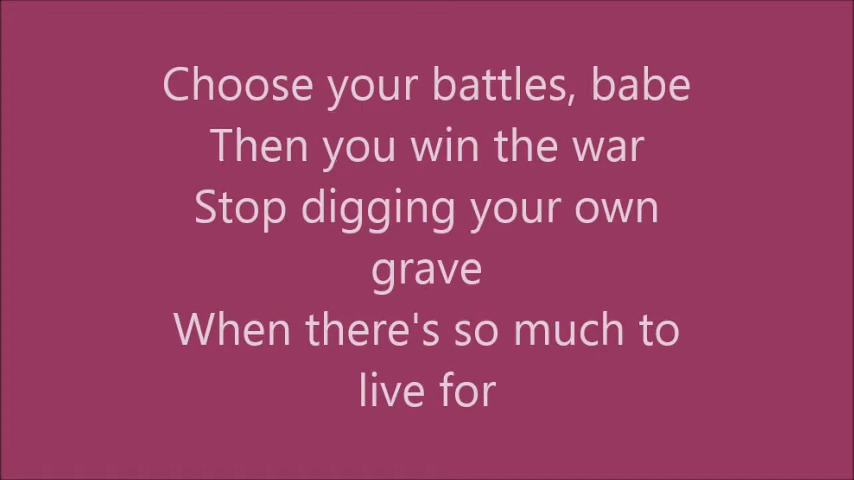 Choose your battles, babe
Then you win the war
Stop digging your own
grave
When there's so much to
live for